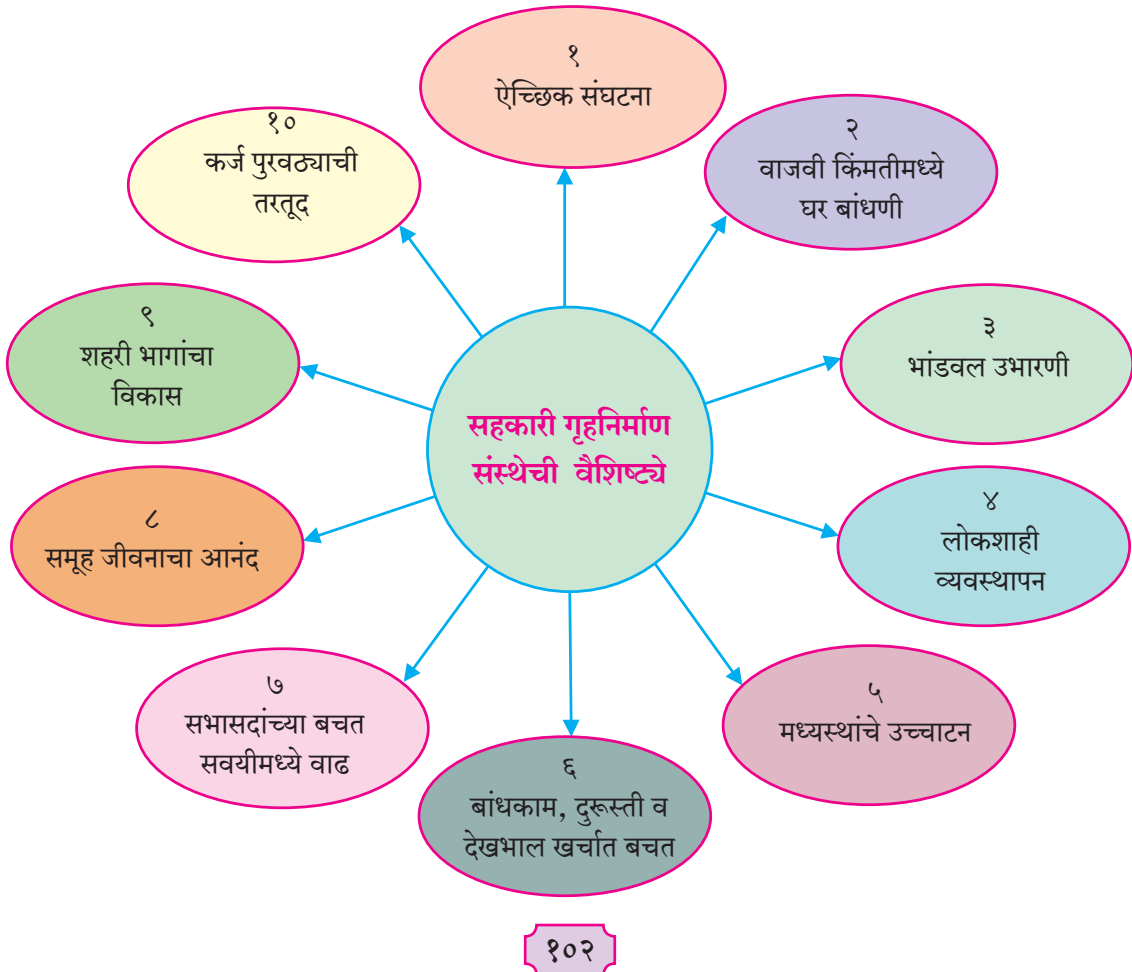 सहकारी गृहनिर्माण
संस्थेची वैशिष्ट्ये
१
ऐच्छिक संघटना
२
वाजवी किंमतीमध्ये
घर बांधणी
३
भांडवल उभारणी
४
लोकशाही
व्यवस्थापन
५
मध्यस्थांचे उच्चाटन
६
बांधकाम, दुरूस्ती व
देखभाल खर्चात बचत
७
सभासदांच्या बचत
सवयीमध्ये वाढ
८
समूह जीवनाचा आनंद
९
शहरी भागांचा
विकास
१०
कर्ज पुरवठ्याची
तरतूद
१०२